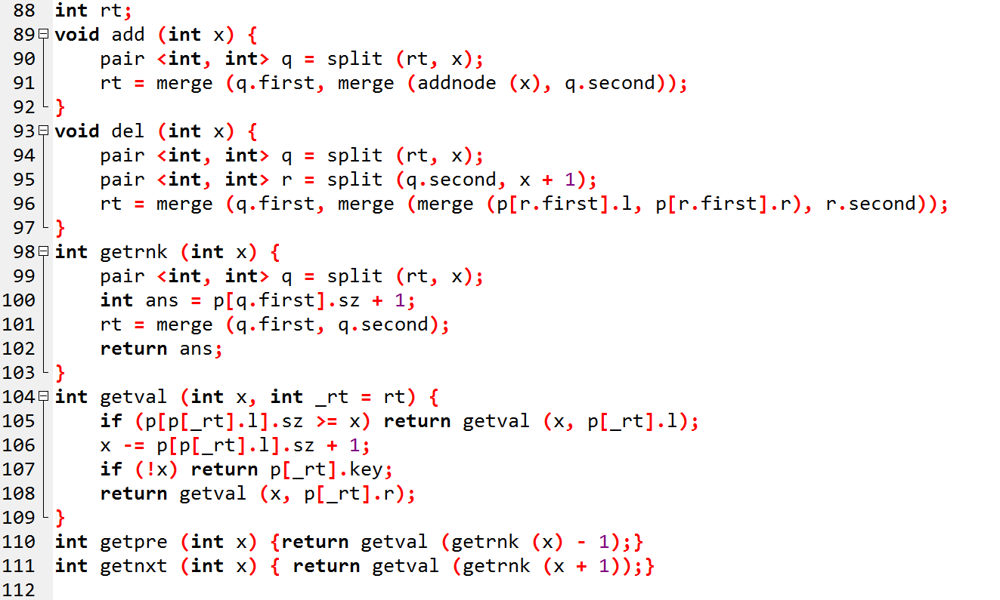 88 int rt;
89 void add (int x) {
90     pair <int, int> q = split (rt, x);
91     rt = merge (q.first, merge (addnode (x), q.second));
92 }
93 void del (int x) {
94     pair <int, int> q = split (rt, x);
95     pair <int, int> r = split (q.second, x + 1);
96     rt = merge (q.first, merge (merge (p[r.first].l, p[r.first].r), r.second));
97 }
98 int getrnk (int x) {
99     pair <int, int> q = split (rt, x);
100     int ans = p[q.first].sz + 1;
101     rt = merge (q.first, q.second);
102     return ans;
103 }
104 int getval (int x, int _rt = rt) {
105     if (p[p[_rt].l].sz >= x) return getval (x, p[_rt].l);
106     x -= p[p[_rt].l].sz + 1;
107     if (!x) return p[_rt].key;
108     return getval (x, p[_rt].r);
109 }
110 int getpre (int x) {return getval (getrnk (x) - 1);}
111 int getnxt (int x) { return getval (getrnk (x + 1));}
112